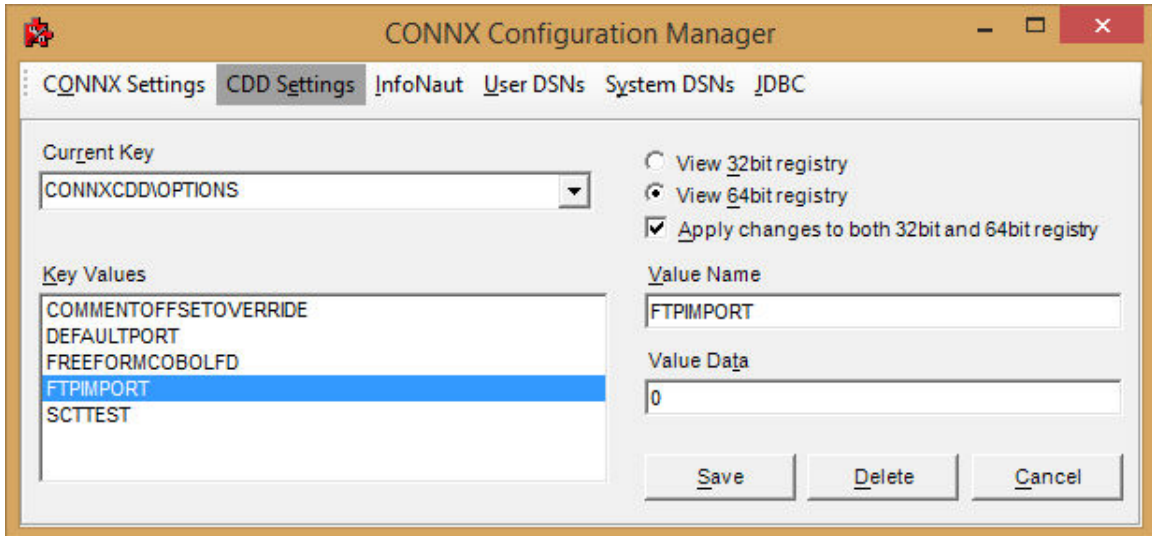 CONNX Configuration Manager
CONNX Settings CDD Settings InfoNaut User DSNs System DSNs JDBC
Current Key
CONNXCDD\OPTIONS
View 32bit registry
View 64bit registry
Apply changes to both 32bit and 64bit registry
Key Values
COMMENTOFFSETOVERRIDE
DEFAULTPORT
FREEFORMCOBOLFD
FTPIMPORT
SCTTEST
Value Name
FTPIMPORT
Value Data
0
Save Delete Cancel